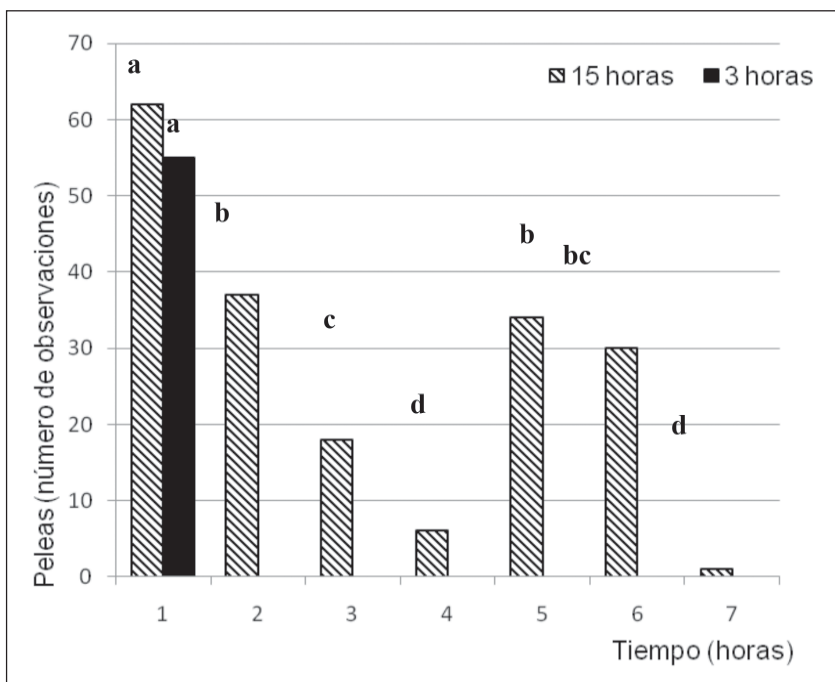 70
60
50
40
30
20
10
0
Peleas (número de observaciones)
15 horas 3 horas
a
a
b
c
d
b
bc
d
1 2 3 4 5 6 7
Tiempo (horas)